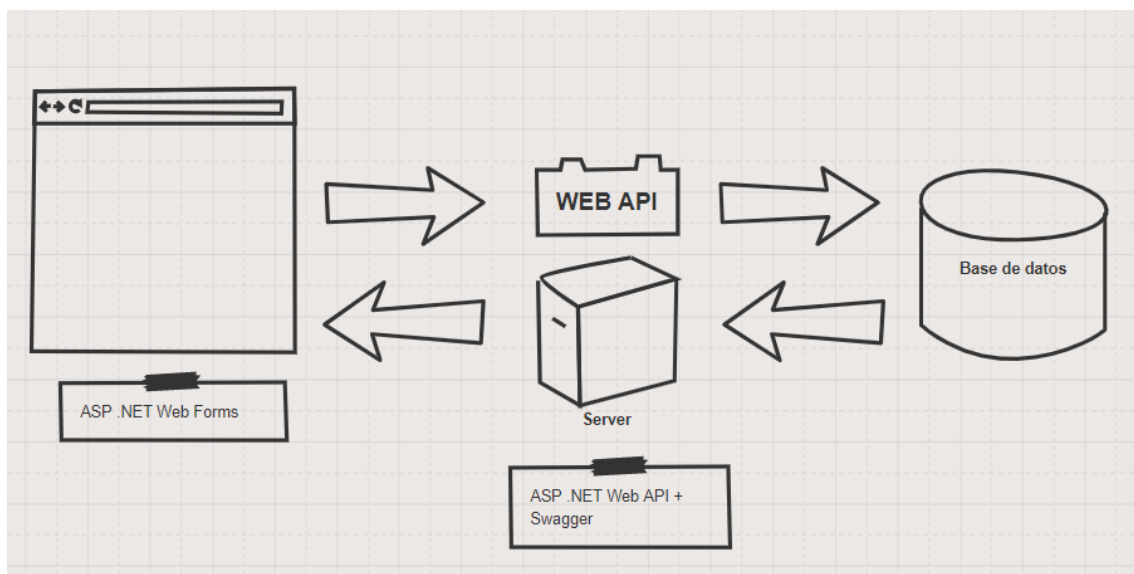 WEB API
Base de datos
ASP .NET Web Forms
Server
ASP .NET Web API +
Swagger